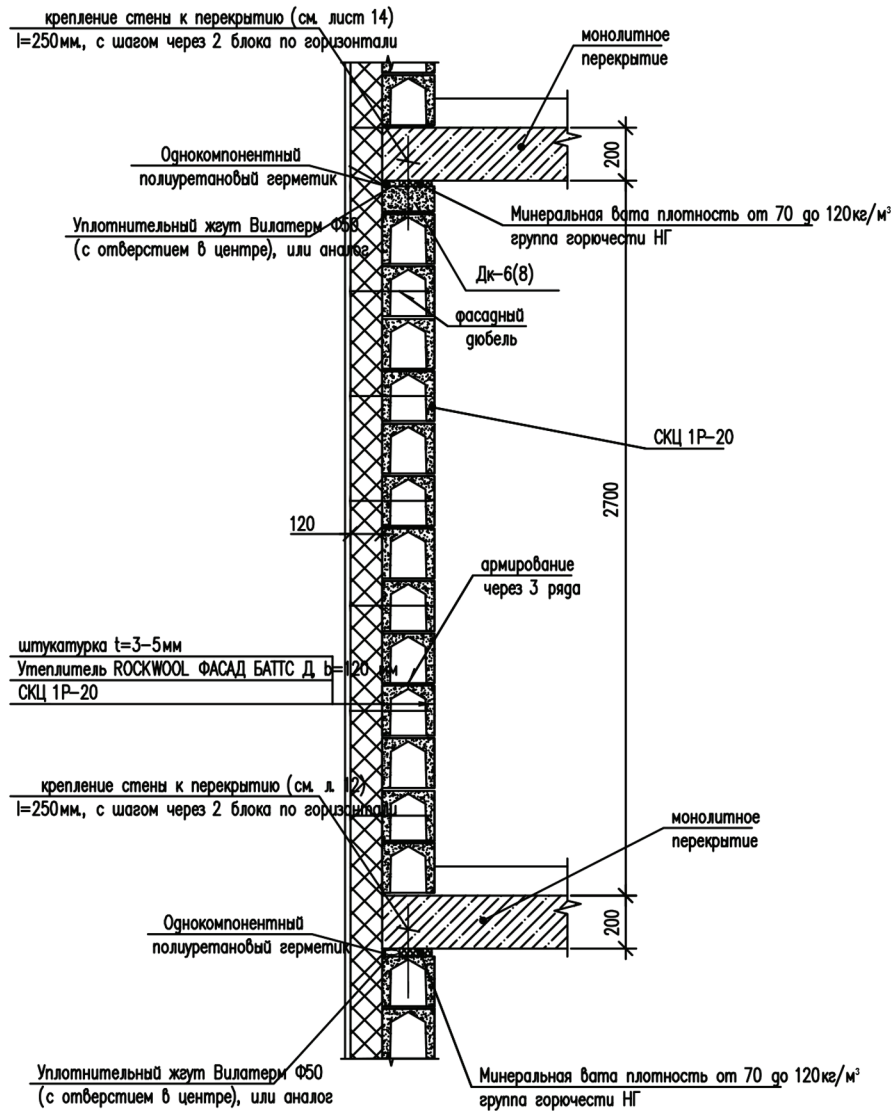 крепление стены к перекрытию (см. лист 14)
l=250мм., с шагом через 2 блока по горизонтали
монолитное
перекрытие
200
Однокомпонентный
полиуретановый герметик
Уплотнительный жгут Вилатерм Ф50
(с отверстием в центре), или аналог
Минеральная вата плотность от 70 до 120кг/м³
группа горючести НГ
Дк-6(8)
фасадный
дюбель
СКЦ 1Р-20
2700
120
армирование
через 3 ряда
штукатурка t=3-5мм
Утеплитель ROCKWOOL ФАСАД БАТТС Д, b=120 мм
СКЦ 1Р-20
крепление стены к перекрытию (см. л. 12)
l=250мм., с шагом через 2 блока по горизонтали
монолитное
перекрытие
200
Однокомпонентный
полиуретановый герметик
Уплотнительный жгут Вилатерм Ф50
(с отверстием в центре), или аналог
Минеральная вата плотность от 70 до 120кг/м³
группа горючести НГ